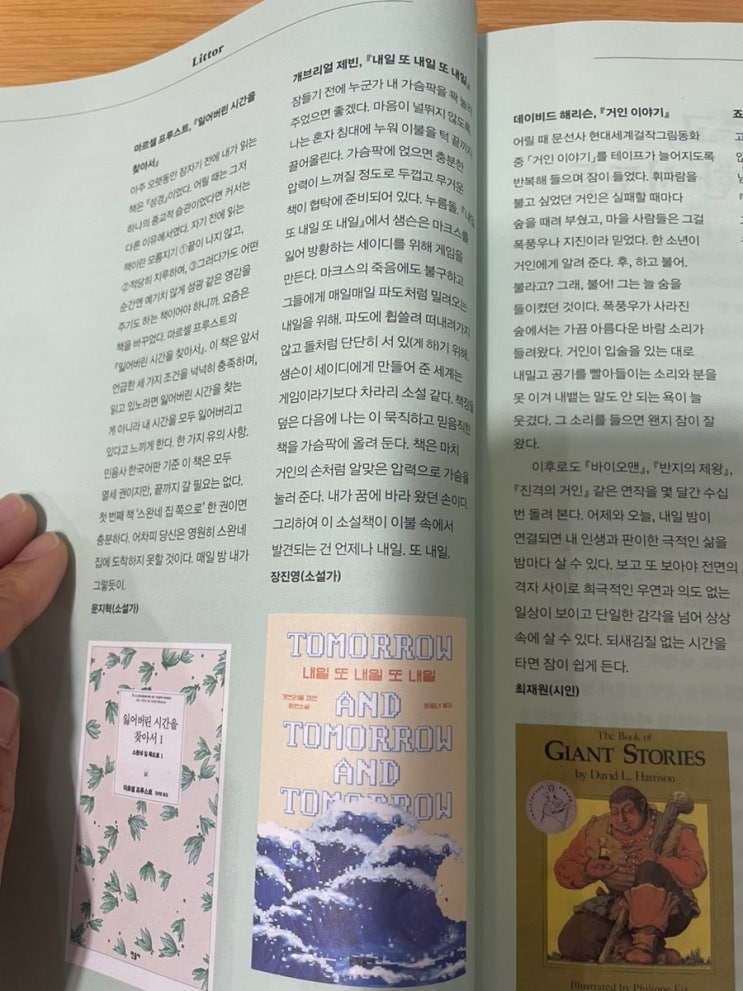 Littor
마르셀 프루스트, 『잃어버린 시간을
찾아서』
아주 오랫동안 잠자기 전에 내가 읽는
책은 『성경』이었다. 어릴 때는 그저
하나의 종교적 습관이었다면 커서는
다른 이유에서였다. 자기 전에 읽는
책이란 모름지기 ①끝이 나지 않고,
②적당히 지루하며, ③그러다가도 어떤
순간엔 예기치 않게 섬광 같은 영감을
주기도 하는 책이어야 하니까. 요즘은
책을 바꾸었다. 마르셀 프루스트의
『잃어버린 시간을 찾아서』. 이 책은 앞서
언급한 세 가지 조건을 넉넉히 충족하며,
읽고 있노라면 잃어버린 시간을 찾는
게 아니라 내 시간을 모두 잃어버리고
있다고 느끼게 한다. 한 가지 유의 사항.
민음사 한국어판 기준 이 책은 모두
열세 권이지만, 끝까지 갈 필요는 없다.
첫 번째 책 '스완네 집 쪽으로' 한 권이면
충분하다. 어차피 당신은 영원히 스완네
집에 도착하지 못할 것이다. 매일 밤 내가
그렇듯이.
문지혁(소설가)
잃어버린 시간을
찾아서 1
스완네 집 쪽으로 1
마르셀 프루스트
민음사
개브리얼 제빈, 『내일 또 내일 또 내일』
잠들기 전에 누군가 내 가슴팍을 꽉
주었으면 좋겠다. 마음이 널뛰지 않도록.
나는 혼자 침대에 누워 이불을 턱 끝까지
끌어올린다. 가슴팍에 얹으면 충분한
압력이 느껴질 정도로 두껍고 무거운
책이 협탁에 준비되어 있다. 누름돌. 『내일
또 내일 또 내일』에서 샘슨은 마크스를
잃어 방황하는 세이디를 위해 게임을
만든다. 마크스의 죽음에도 불구하고
그들에게 매일매일 파도처럼 밀려오는
내일을 위해. 파도에 휩쓸려 떠내려가지
않고 돌처럼 단단히 서 있(게 하)기 위해.
샘슨이 세이디에게 만들어 준 세계는
게임이라기보다 차라리 소설 같다. 책장을
덮은 다음에 나는 이 묵직하고 믿음직한
책을 가슴팍에 올려 둔다. 책은 마치
거인의 손처럼 알맞은 압력으로 가슴을
눌러 준다. 내가 꿈에 바라 왔던 손이다.
그리하여 이 소설책이 이불 속에서
발견되는 건 언제나 내일. 또 내일.
장진영(소설가)
TOMORROW
내일 또 내일 또 내일
개브리얼 제빈
장편소설
AND
TOMORROW
AND
TOMORROW
데이비드 해리슨, 『거인 이야기』
어릴 때 문선사 현대세계걸작그림동화
중 「거인 이야기」를 테이프가 늘어지도록
반복해 들으며 잠이 들었다. 휘파람을
불고 싶었던 거인은 실패할 때마다
숲을 때려 부쉈고, 마을 사람들은 그걸
폭풍우나 지진이라 믿었다. 한 소년이
거인에게 알려 준다. 후, 하고 불어.
불라고? 그래, 불어! 그는 늘 숨을
들이켰던 것이다. 폭풍우가 사라진
숲에서는 가끔 아름다운 바람 소리가
들려왔다. 거인이 입술을 있는 대로
내밀고 공기를 빨아들이는 소리와 분을
못 이겨 내뱉는 말도 안 되는 욕이 늘
웃겼다. 그 소리를 들으면 왠지 잠이 잘
왔다.
이후로도 『바이오맨』, 『반지의 제왕』,
『진격의 거인』 같은 연작을 몇 달간 수십
번 돌려 본다. 어제와 오늘, 내일 밤이
연결되면 내 인생과 판이한 극적인 삶을
밤마다 살 수 있다. 보고 또 보아야 전면의
격자 사이로 희극적인 우연과 의도 없는
일상이 보이고 단일한 감각을 넘어 상상
속에 살 수 있다. 되새김질 없는 시간을
타면 잠이 쉽게 든다.
최재원(시인)
The Book of
GIANT STORIES
by David L. Harrison
Illustrated by Philippe Fix